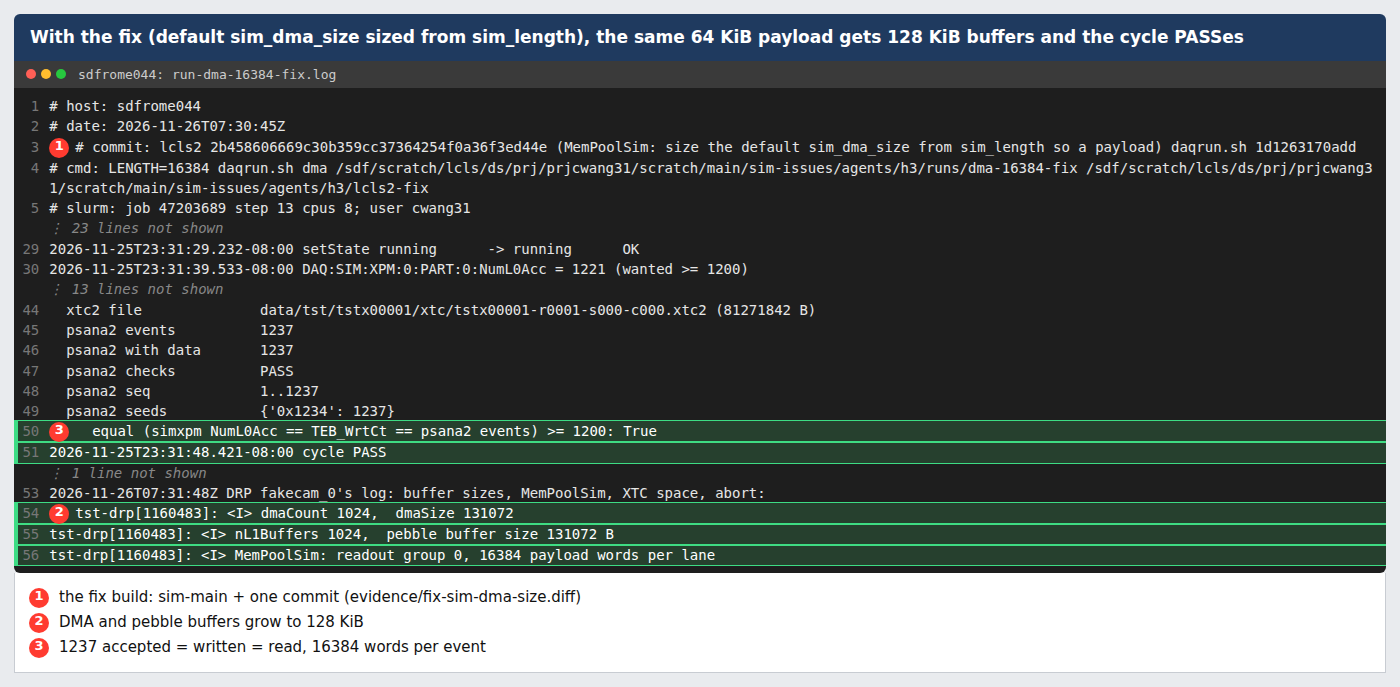 With the fix (default sim_dma_size sized from sim_length), the same 64 KiB payload gets 128 KiB buffers and the cycle PASSes
sdfrome044: run-dma-16384-fix.log
1 # host: sdfrome044
2 # date: 2026-11-26T07:30:45Z
3 1 # commit: lcls2 2b458606669c30b359cc37364254f0a36f3ed44e (MemPoolSim: size the default sim_dma_size from sim_length so a payload) daqrun.sh 1d1263170add
4 # cmd: LENGTH=16384 daqrun.sh dma /sdf/scratch/lcls/ds/prj/prjcwang31/scratch/main/sim-issues/agents/h3/runs/dma-16384-fix /sdf/scratch/lcls/ds/prj/prjcwang3
1/scratch/main/sim-issues/agents/h3/lcls2-fix
5 # slurm: job 47203689 step 13 cpus 8; user cwang31
⋮ 23 lines not shown
29 2026-11-25T23:31:29.232-08:00 setState running      -> running      OK
30 2026-11-25T23:31:39.533-08:00 DAQ:SIM:XPM:0:PART:0:NumL0Acc = 1221 (wanted >= 1200)
⋮ 13 lines not shown
44   xtc2 file              data/tst/tstx00001/xtc/tstx00001-r0001-s000-c000.xtc2 (81271842 B)
45   psana2 events          1237
46   psana2 with data       1237
47   psana2 checks          PASS
48   psana2 seq             1..1237
49   psana2 seeds           {'0x1234': 1237}
50 3   equal (simxpm NumL0Acc == TEB_WrtCt == psana2 events) >= 1200: True
51 2026-11-25T23:31:48.421-08:00 cycle PASS
⋮ 1 line not shown
53 2026-11-26T07:31:48Z DRP fakecam_0's log: buffer sizes, MemPoolSim, XTC space, abort:
54 2 tst-drp[1160483]: <I> dmaCount 1024,  dmaSize 131072
55 tst-drp[1160483]: <I> nL1Buffers 1024,  pebble buffer size 131072 B
56 tst-drp[1160483]: <I> MemPoolSim: readout group 0, 16384 payload words per lane
1 the fix build: sim-main + one commit (evidence/fix-sim-dma-size.diff)
2 DMA and pebble buffers grow to 128 KiB
3 1237 accepted = written = read, 16384 words per event